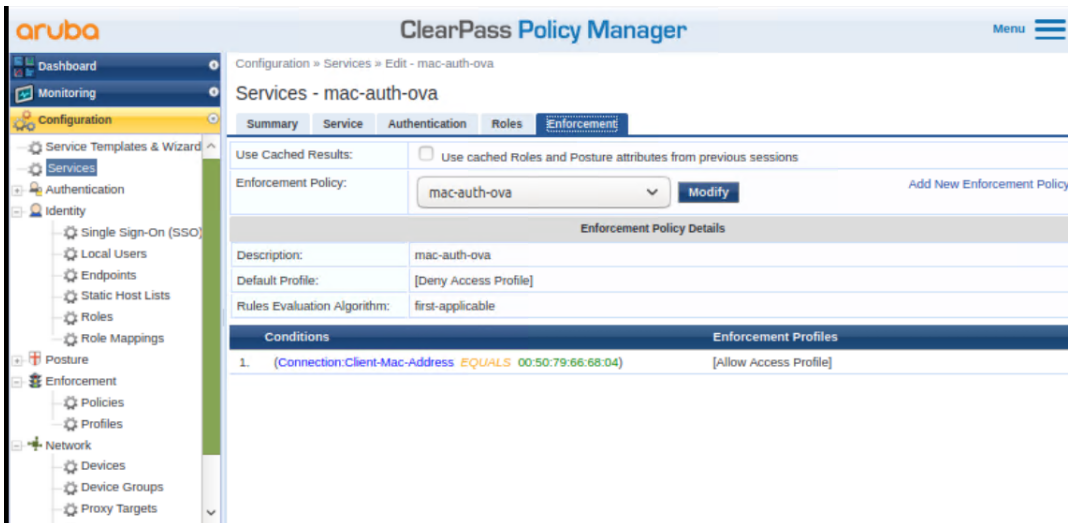 aruba
ClearPass Policy Manager
Menu
Dashboard
Monitoring
Configuration
Service Templates & Wizard
Services
Authentication
Identity
Single Sign-On (SSO)
Local Users
Endpoints
Static Host Lists
Roles
Role Mappings
Posture
Enforcement
Policies
Profiles
Network
Devices
Device Groups
Proxy Targets
Configuration » Services » Edit - mac-auth-ova
Services - mac-auth-ova
Summary Service Authentication Roles Enforcement
Use Cached Results: Use cached Roles and Posture attributes from previous sessions
Enforcement Policy: mac-auth-ova Modify Add New Enforcement Policy
Enforcement Policy Details
Description: mac-auth-ova
Default Profile: [Deny Access Profile]
Rules Evaluation Algorithm: first-applicable
Conditions Enforcement Profiles
1. (Connection:Client-Mac-Address EQUALS 00:50:79:66:68:04) [Allow Access Profile]